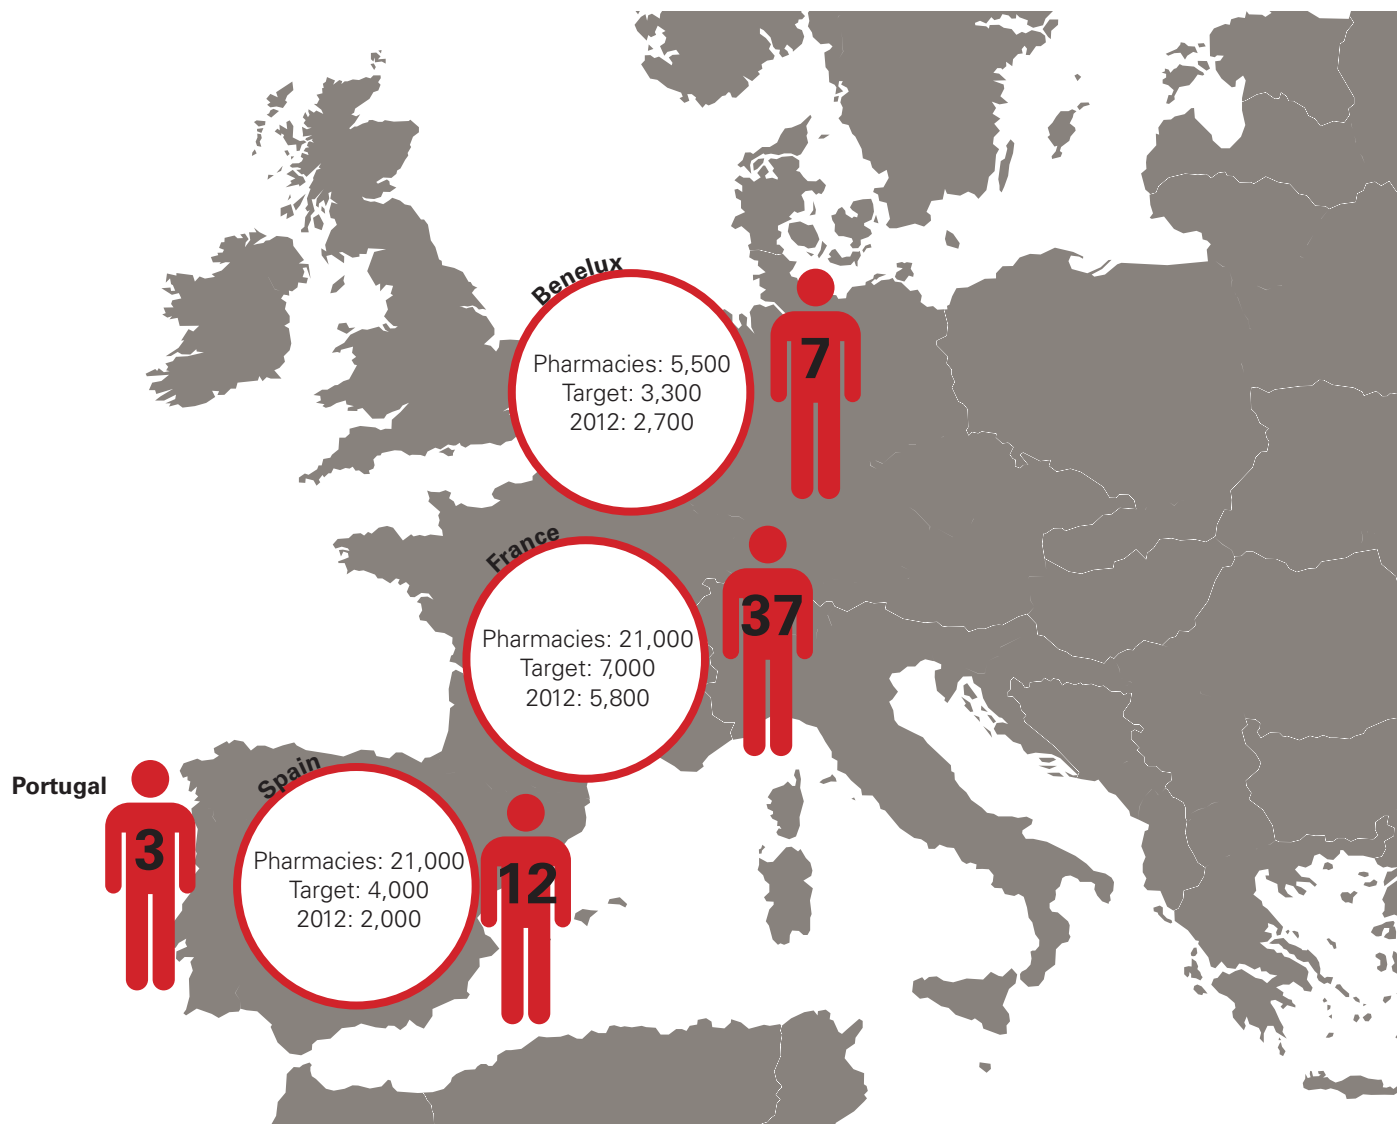 Benelux
Pharmacies: 5,500
Target: 3,300
2012: 2,700
7
France
Pharmacies: 21,000
Target: 7,000
2012: 5,800
37
Portugal
3
Spain
Pharmacies: 21,000
Target: 4,000
2012: 2,000
12